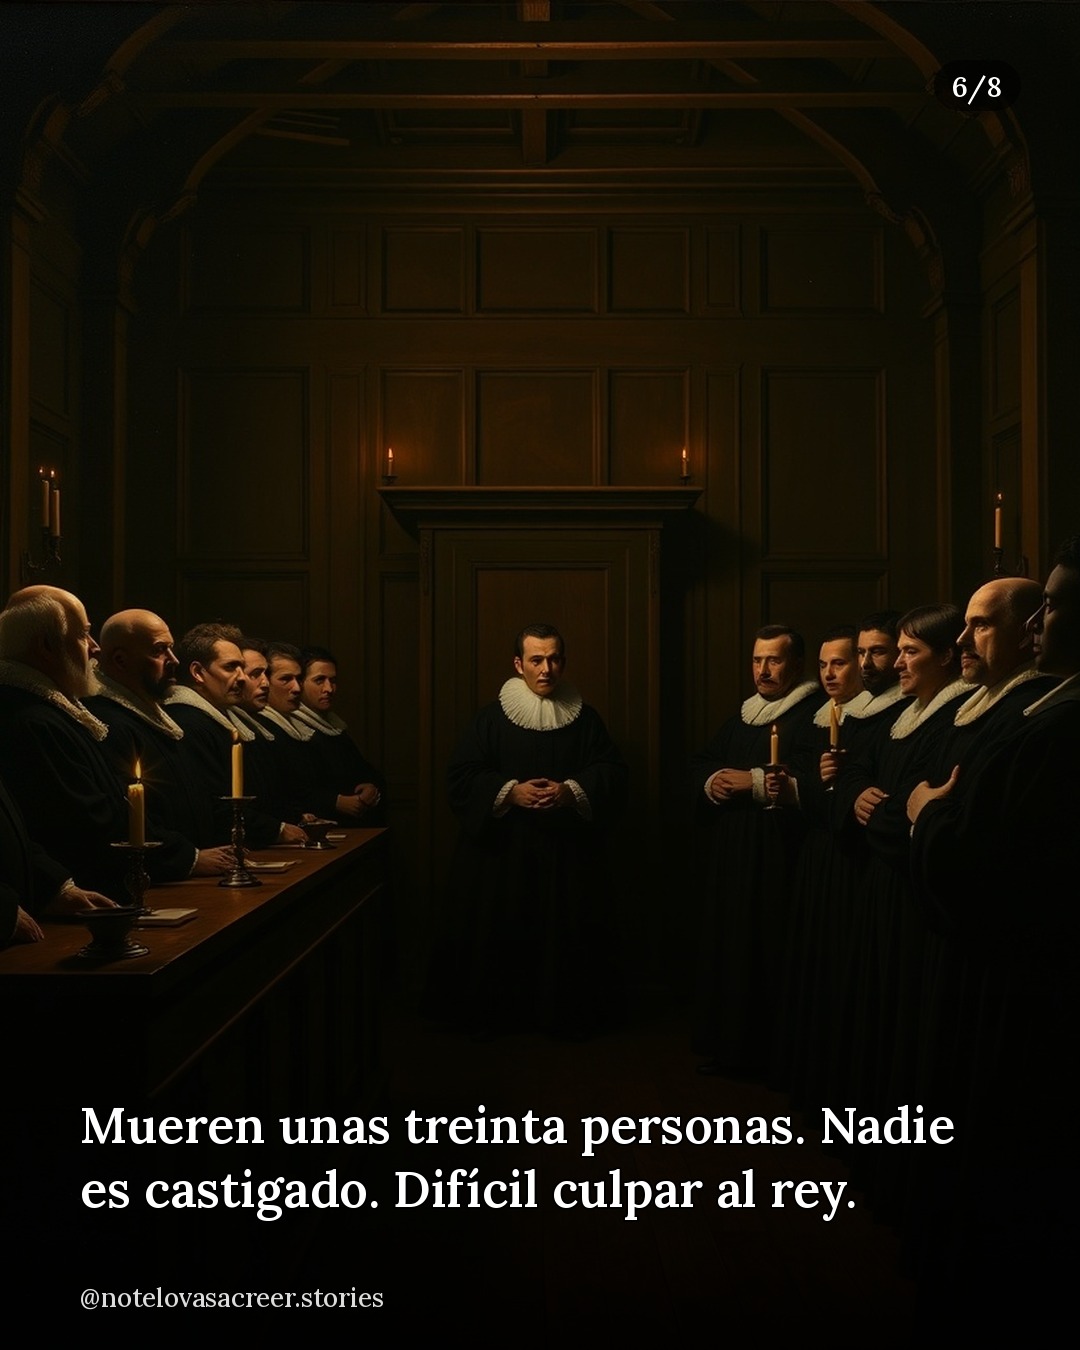 6/8
Mueren unas treinta personas. Nadie
es castigado. Difícil culpar al rey.
@notelovasacreer.stories